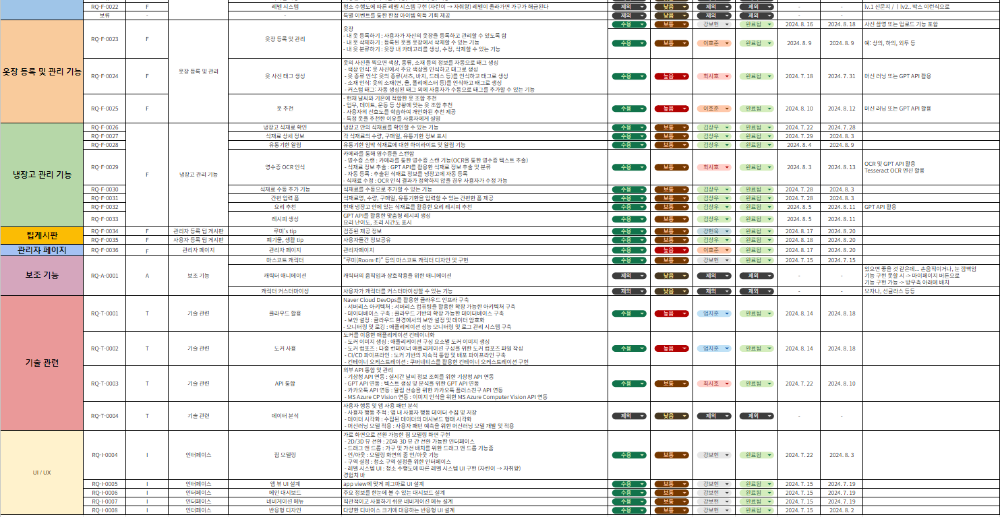 RQ-F-0022 F 레벨 시스템 청소 수행도에 따른 레벨 시스템 구현 (자린이 → 자취왕) 레벨이 올라가면 가구가 해금된다 제외 낮음 제외 제외 - - lv.1 신문지 / ㅣlv2.. 박스 이런식으로
보류 - - 특별 이벤트를 통한 한정 아이템 획득 기회 제공 제외 낮음 제외 제외 - -
옷장 등록 및 관리 기능
옷장 등록 및 관리
수용 보통 강보현 완료됨 2024. 8. 16 2024. 8. 18 사진 촬영 또는 업로드 기능 포함
RQ-F-0023 F 옷장 등록 및 관리
옷장
- 내 옷 등록하기 : 사용자가 자신의 옷장을 등록하고 관리할 수 있도록 함
- 내 옷 삭제하기 : 등록된 옷을 옷장에서 삭제할 수 있는 기능
- 내 옷 분류하기 : 옷장 내 카테고리를 생성, 수정, 삭제할 수 있는 기능
수용 보통 이호준 완료됨 2024. 8. 9 2024. 8. 9 예: 상의, 하의, 외투 등
RQ-F-0024 F 옷 사진 태그 생성
옷의 사진을 찍으면 색상, 종류, 소재 등의 정보를 자동으로 태그 생성
- 색상 인식: 옷 사진에서 주요 색상을 인식하고 태그로 생성
- 옷 종류 인식: 옷의 종류(셔츠, 바지, 드레스 등)를 인식하고 태그로 생성
- 소재 인식: 옷의 소재(면, 울, 폴리에스터 등)를 인식하고 태그로 생성
- 커스텀 태그: 자동 생성된 태그 외에 사용자가 수동으로 태그를 추가할 수 있는 기능
수용 높음 최시호 완료됨 2024. 7. 18 2024. 7. 31 머신 러닝 또는 GPT API 활용
RQ-F-0025 F 옷 추천
- 현재 날씨와 기온에 적합한 옷 조합 추천
- 업무, 데이트, 운동 등 상황에 맞는 옷 조합 추천
- 사용자의 선호도를 학습하여 개인화된 추천 제공
- 특정 옷을 추천한 이유를 사용자에게 설명
수용 높음 이호준 완료됨 2024. 8. 10 2024. 8. 12 머신 러닝 또는 GPT API 활용
냉장고 관리 기능
F 냉장고 관리 기능
RQ-F-0026 냉장고 식재료 확인 냉장고 안의 식재료를 확인할 수 있는 기능 수용 보통 김상우 완료됨 2024. 7. 22 2024. 7. 28
RQ-F-0027 식재료 상세 정보 각 식재료의 수량, 구매일, 유통기한 정보 표시 수용 보통 김상우 완료됨 2024. 7. 29 2024. 8. 3
RQ-F-0028 유통기한 알림 유통기한 임박 식재료에 대한 하이라이트 및 알림 기능 수용 보통 김상우 완료됨 2024. 8. 4 2024. 8. 9
RQ-F-0029 영수증 OCR 인식
카메라를 통해 영수증을 스캔함
- 영수증 스캔 : 카메라를 통한 영수증 스캔 기능(OCR을 통한 영수증 텍스트 추출)
- 식재료 정보 추출 : GPT API를 활용한 식재료 정보 추출 및 분류
- 자동 등록 : 추출된 식재료 정보를 냉장고에 자동 등록
- 식재료 수정 : OCR 인식 결과가 정확하지 않을 경우 사용자가 수정 가능
수용 보통 최시호 완료됨 2024. 8. 3 2024. 8. 13
OCR 및 GPT API 활용
Tesseract OCR 엔진 활용
RQ-F-0030 식재료 수동 추가 기능 식재료를 수동으로 추가할 수 있는 기능 수용 보통 김상우 완료됨 2024. 7. 28 2024. 8. 3
RQ-F-0031 간편 입력 폼 식재료명, 수량, 구매일, 유통기한을 입력할 수 있는 간편한 폼 제공 수용 보통 김상우 완료됨 2024. 7. 28 2024. 8. 3
RQ-F-0032 요리 추천 현재 냉장고 안에 있는 식재료를 활용한 요리 레시피 추천 수용 보통 김상우 완료됨 2024. 8. 5 2024. 8. 11 GPT API 활용
RQ-F-0033 레시피 생성
GPT API를 활용한 맞춤형 레시피 생성
요리 난이도, 조리 시간도 표시
수용 보통 김상우 완료됨 2024. 8. 5 2024. 8. 11
팁게시판
RQ-F-0034 F 관리자 등록 팁 게시판 루미's tip 검증된 제공 정보 수용 보통 강현욱 완료됨 2024. 8. 17 2024. 8. 20
RQ-F-0035 F 사용자 등록 팁 게시판 폐기물, 생활 tip 사용자들간 정보공유 수용 보통 김상우 완료됨 2024. 8. 18 2024. 8. 20
관리자 페이지 RQ-F-0036 F 관리자 페이지 관리자 페이지 관리자페이지 수용 보통 이호준 완료됨 2024. 8. 17 2024. 8. 20
보조 기능
RQ-A-0001 A 보조 기능
마스코트 캐릭터 "루미(Room-E)" 등의 마스코트 캐릭터 디자인 및 구현 수용 보통 강보현 완료됨 2024. 7. 15 2024. 7. 15
캐릭터 애니메이션 캐릭터의 움직임과 상호작용을 위한 애니메이션 제외 낮음 제외 제외 - -
있으면 좋을 것 같은데... 손움직이거나, 눈 깜빡임
기능 구현 못할 시 -> 마이페이지 버튼으로
기능 구현 가능 -> 방우측 아래에 배치
캐릭터 커스터마이징 사용자가 캐릭터를 커스터마이징할 수 있는 기능 제외 낮음 제외 제외 - - 모자나, 선글라스 등등
기술 관련
RQ-T-0001 T 기술 관련 클라우드 활용
Naver Cloud DevOps를 활용한 클라우드 인프라 구축
- 서버리스 아키텍처 : 서버리스 컴퓨팅을 활용한 확장 가능한 아키텍처 구축
- 데이터베이스 구축 : 클라우드 기반의 확장 가능한 데이터베이스 구축
- 보안 설정 : 클라우드 환경에서의 보안 설정 및 데이터 암호화
- 모니터링 및 로깅 : 애플리케이션 성능 모니터링 및 로그 관리 시스템 구축
수용 높음 엄지훈 완료됨 2024. 8. 14 2024. 8. 18
RQ-T-0002 T 기술 관련 도커 사용
도커를 이용한 애플리케이션 컨테이너화
- 도커 이미지 생성 : 애플리케이션 구성 요소별 도커 이미지 생성
- 도커 컴포즈 : 다중 컨테이너 애플리케이션 구성을 위한 도커 컴포즈 파일 작성
- CI/CD 파이프라인 : 도커 기반의 지속적 통합 및 배포 파이프라인 구축
- 컨테이너 오케스트레이션 : 쿠버네티스를 활용한 컨테이너 오케스트레이션 구현
수용 높음 엄지훈 완료됨 2024. 8. 14 2024. 8. 18
RQ-T-0003 T 기술 관련 API 통합
외부 API 통합 및 관리
- 기상청 API 연동 : 실시간 날씨 정보 조회를 위한 기상청 API 연동
- GPT API 연동 : 텍스트 생성 및 분석을 위한 GPT API 연동
- 카카오톡 API 연동 : 알림 전송을 위한 카카오톡 플러스친구 API 연동
- MS Azure CP Vision 연동 : 이미지 인식을 위한 MS Azure Computer Vision API 연동
수용 보통 최시호 완료됨 2024. 7. 22 2024. 8. 10
RQ-T-0004 T 기술 관련 데이터 분석
사용자 행동 및 앱 사용 패턴 분석
- 사용자 행동 추적 : 앱 내 사용자 행동 데이터 수집 및 저장
- 데이터 시각화 : 수집된 데이터의 대시보드 형태 시각화
- 머신러닝 모델 적용 : 사용자 패턴 예측을 위한 머신러닝 모델 개발 및 적용
제외 낮음 제외 제외 - -
UI / UX
RQ-I-0004 I 인터페이스 집 모델링
가로 화면으로 전환 가능한 집 모델링 화면 구현
- 2D/3D 뷰 전환 : 2D와 3D 뷰 간 전환 가능한 인터페이스
- 드래그 앤 드롭 : 가구 및 가전 배치를 위한 드래그 앤 드롭 기능줌
- 인/아웃 : 모델링 화면의 줌 인/아웃 기능
- 구역 설정 : 청소 구역 설정을 위한 인터페이스
- 레벨 시스템 UI : 청소 수행도에 따른 레벨 시스템 UI 구현 (자린이 → 자취왕)
경험치 바
수용 보통 강보현 완료됨 2024. 7. 22 2024. 8. 3
RQ-I-0005 I 인터페이스 앱 뷰 UI 설계 app view에 맞게 피그마로 UI 설계 수용 보통 강보현 완료됨 2024. 7. 15 2024. 7. 19
RQ-I-0006 I 인터페이스 메인 대시보드 주요 정보를 한눈에 볼 수 있는 대시보드 설계 수용 보통 강보현 완료됨 2024. 7. 15 2024. 7. 19
RQ-I-0007 I 인터페이스 네비게이션 메뉴 직관적이고 사용하기 쉬운 네비게이션 메뉴 설계 수용 보통 강보현 완료됨 2024. 7. 15 2024. 7. 19
RQ-I-0008 I 인터페이스 반응형 디자인 다양한 디바이스 크기에 대응하는 반응형 UI 설계 수용 보통 강보현 완료됨 2024. 7. 15 2024. 8. 2